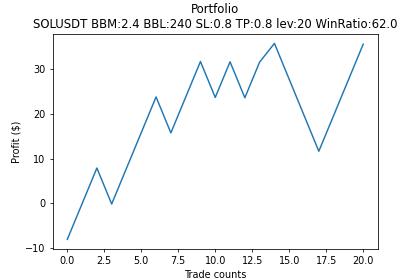 Portfolio
SOLUSDT BBM:2.4 BBL:240 SL:0.8 TP:0.8 lev:20 WinRatio:62.0
Profit ($)
30
20
10
0
−10
0.0 2.5 5.0 7.5 10.0 12.5 15.0 17.5 20.0
Trade counts